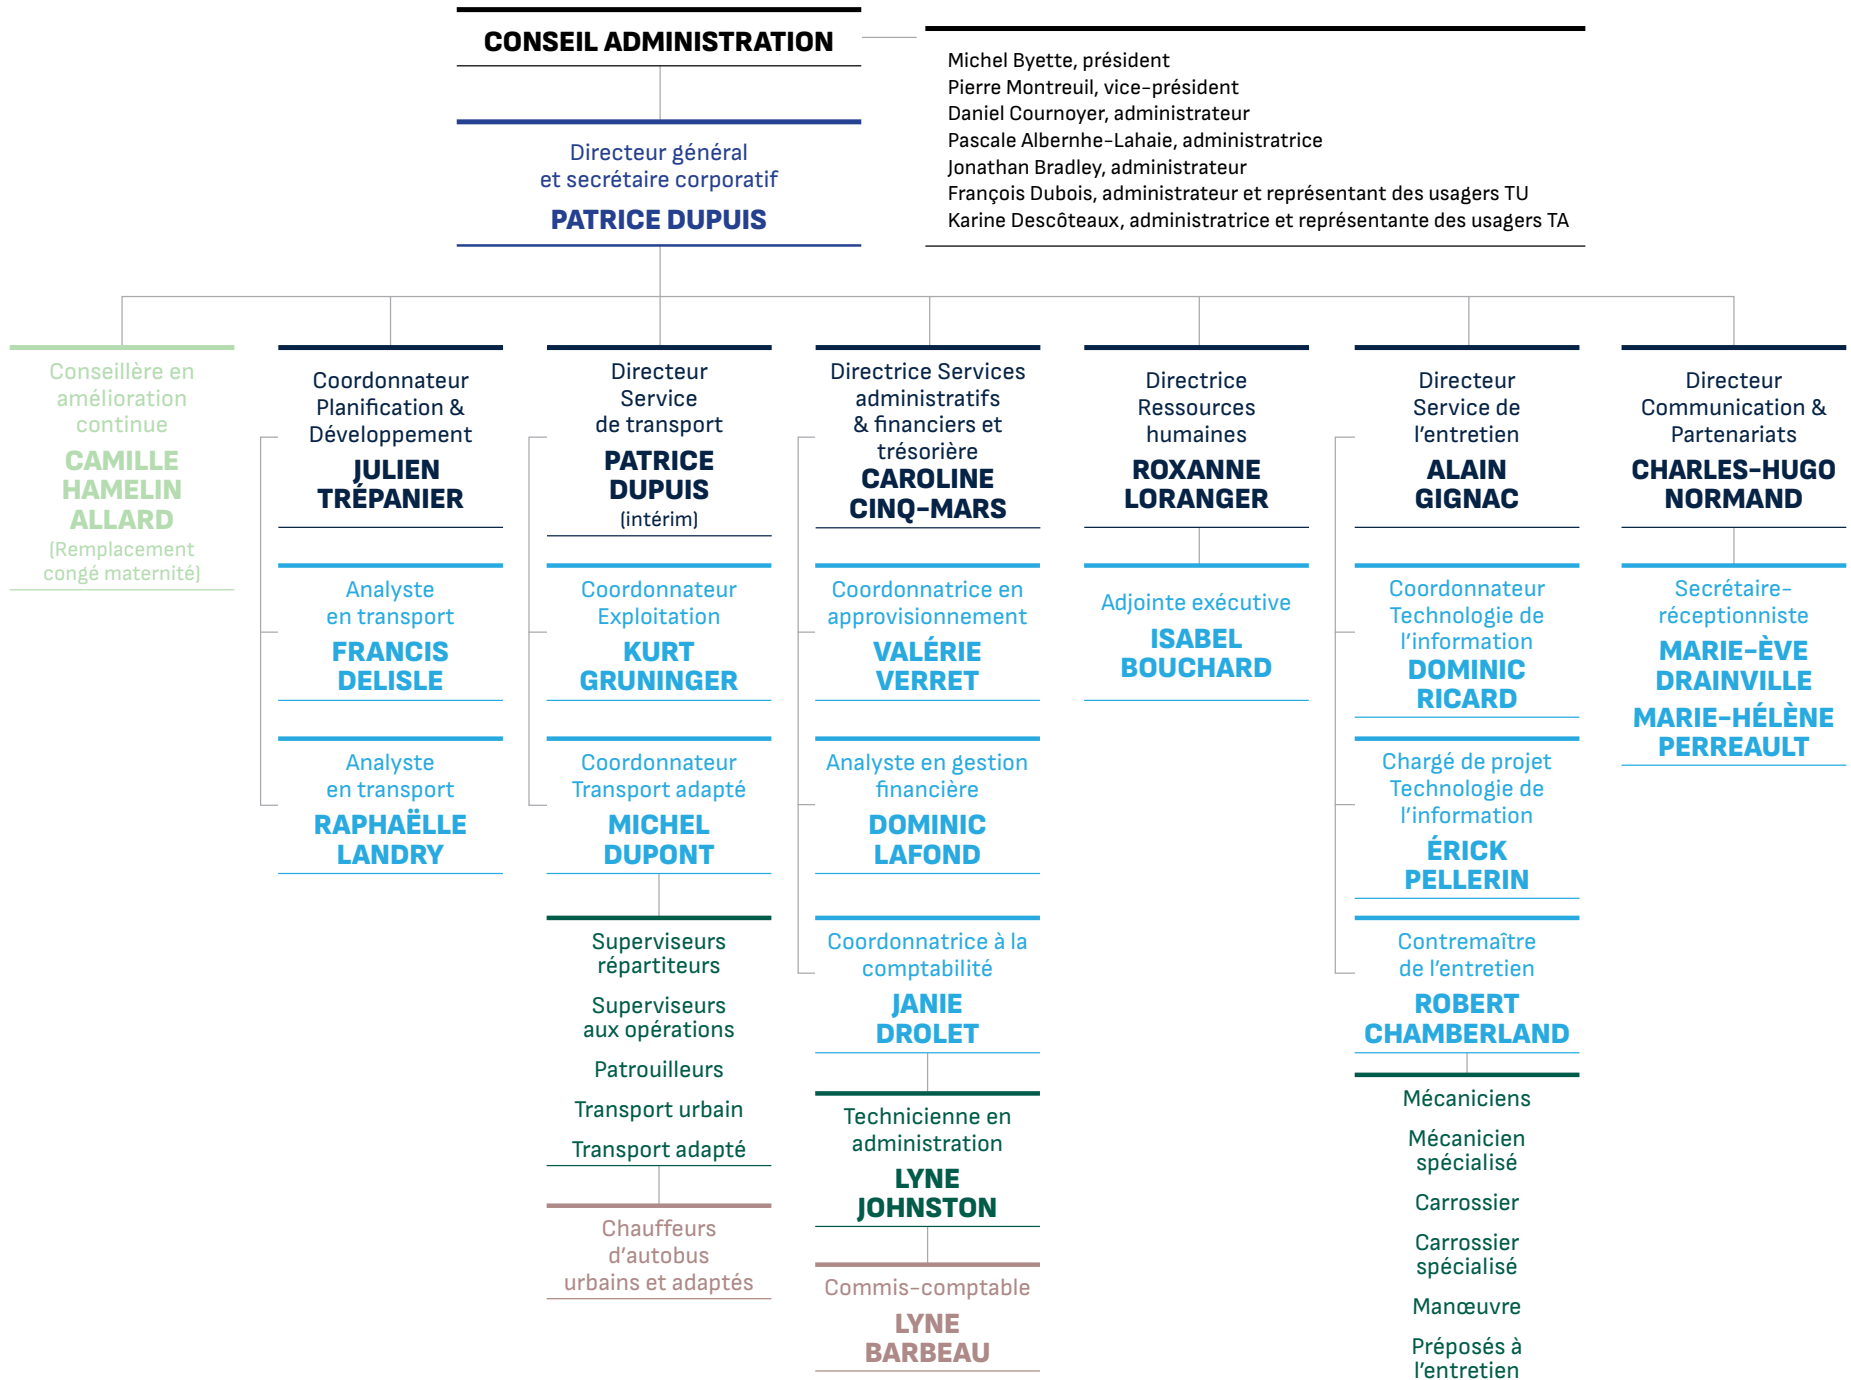 CONSEIL ADMINISTRATION
Michel Byette, président
Pierre Montreuil, vice-président
Daniel Cournoyer, administrateur
Pascale Albernhe-Lahaie, administratrice
Jonathan Bradley, administrateur
François Dubois, administrateur et représentant des usagers TU
Karine Descôteaux, administratrice et représentante des usagers TA
Directeur général
et secrétaire corporatif
PATRICE DUPUIS
Conseillère en
amélioration
continue
CAMILLE
HAMELIN
ALLARD
(Remplacement
congé maternité)
Coordonnateur
Planification &
Développement
JULIEN
TRÉPANIER
Analyste
en transport
FRANCIS
DELISLE
Analyste
en transport
RAPHAËLLE
LANDRY
Directeur
Service
de transport
PATRICE
DUPUIS
(intérim)
Coordonnateur
Exploitation
KURT
GRUNINGER
Coordonnateur
Transport adapté
MICHEL
DUPONT
Superviseurs
répartiteurs
Superviseurs
aux opérations
Patrouilleurs
Transport urbain
Transport adapté
Chauffeurs
d'autobus
urbains et adaptés
Directrice Services
administratifs
& financiers et
trésorière
CAROLINE
CINQ-MARS
Coordonnatrice en
approvisionnement
VALÉRIE
VERRET
Analyste en gestion
financière
DOMINIC
LAFOND
Coordonnatrice à la
comptabilité
JANIE
DROLET
Technicienne en
administration
LYNE
JOHNSTON
Commis-comptable
LYNE
BARBEAU
Directrice
Ressources
humaines
ROXANNE
LORANGER
Adjointe exécutive
ISABEL
BOUCHARD
Directeur
Service de
l'entretien
ALAIN
GIGNAC
Coordonnateur
Technologie de
l'information
DOMINIC
RICARD
Chargé de projet
Technologie de
l'information
ÉRICK
PELLERIN
Contremaître
de l'entretien
ROBERT
CHAMBERLAND
Mécaniciens
Mécanicien
spécialisé
Carrossier
Carrossier
spécialisé
Manœuvre
Préposés à
l'entretien
Directeur
Communication &
Partenariats
CHARLES-HUGO
NORMAND
Secrétaire-
réceptionniste
MARIE-ÈVE
DRAINVILLE
MARIE-HÉLÈNE
PERREAULT